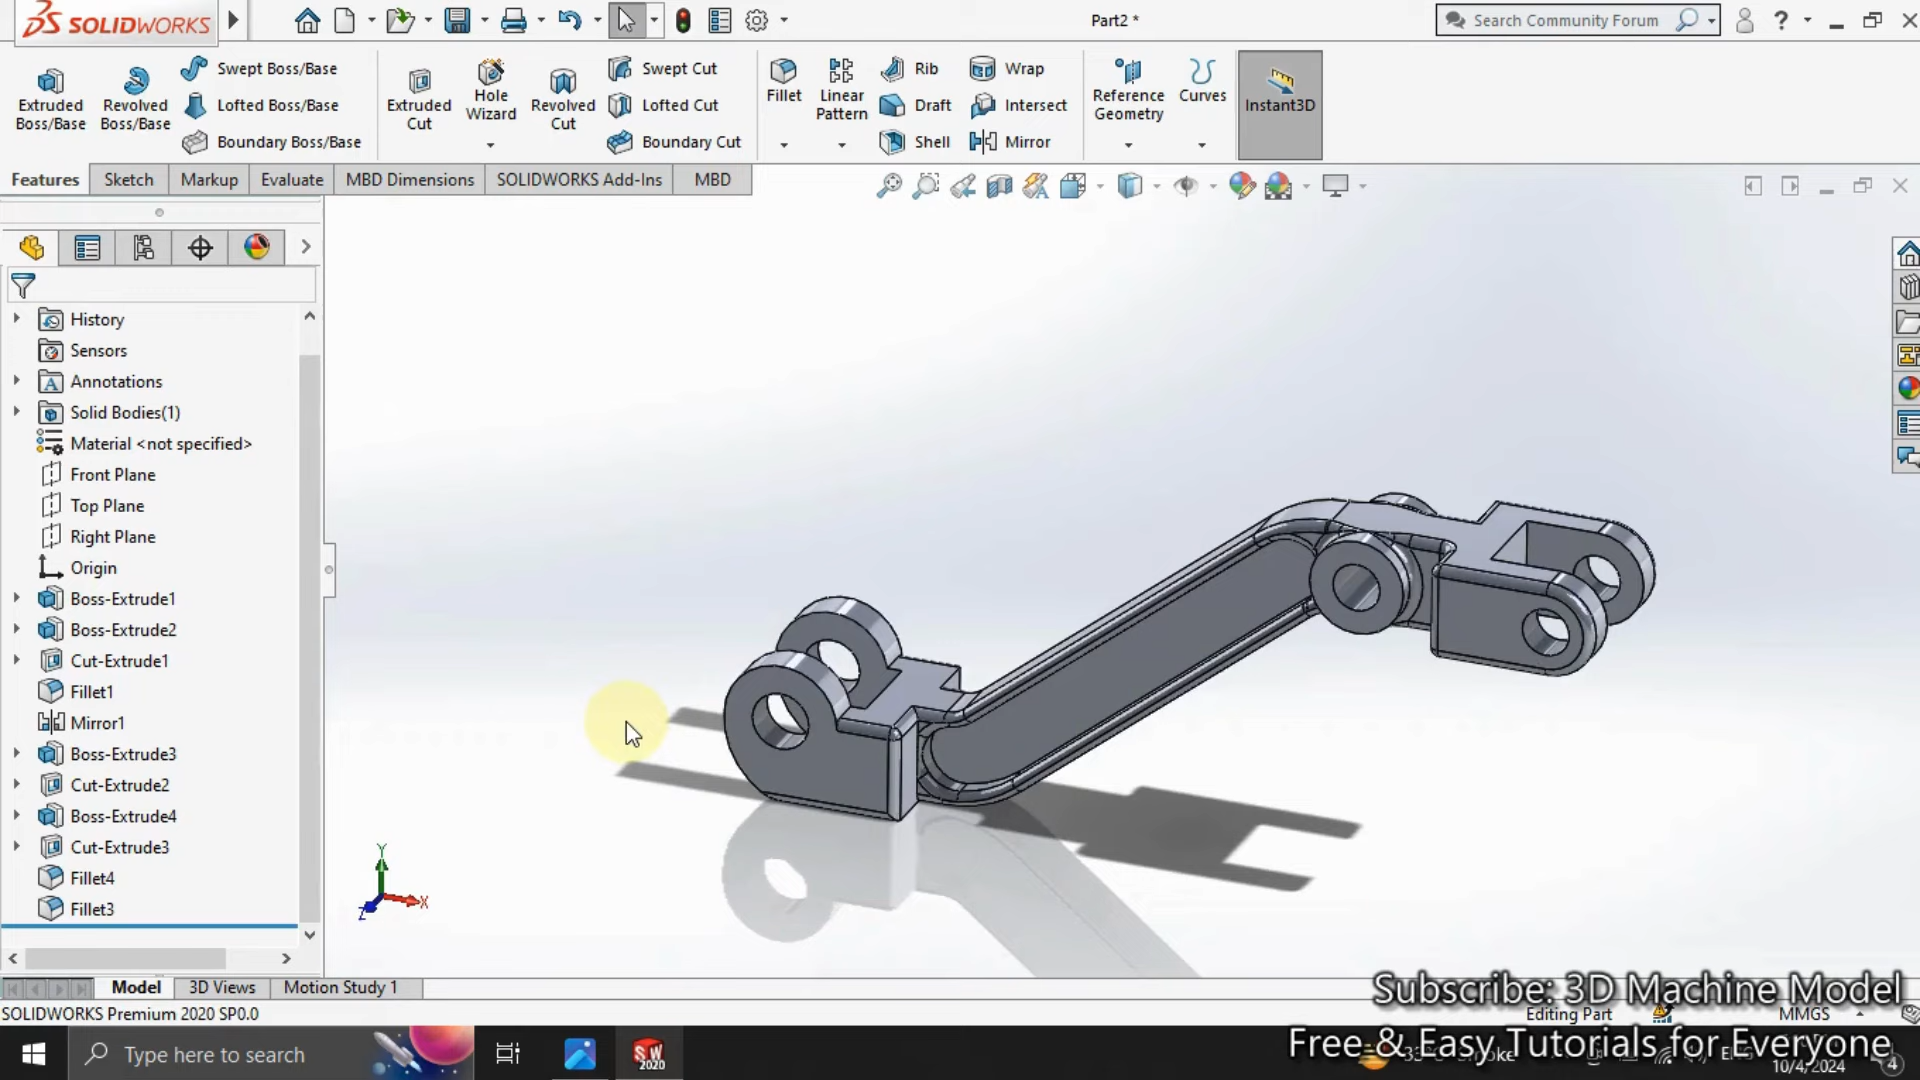 SOLIDWORKS
Part2 *
Search Community Forum
?
Extruded
Boss/Base
Revolved
Boss/Base
Swept Boss/Base
Lofted Boss/Base
Boundary Boss/Base
Extruded
Cut
Hole
Wizard
Revolved
Cut
Swept Cut
Lofted Cut
Boundary Cut
Fillet
Linear
Pattern
Rib
Draft
Shell
Wrap
Intersect
Mirror
Reference
Geometry
Curves
Instant3D
Features
Sketch
Markup
Evaluate
MBD Dimensions
SOLIDWORKS Add-Ins
MBD
History
Sensors
Annotations
Solid Bodies(1)
Material <not specified>
Front Plane
Top Plane
Right Plane
Origin
Boss-Extrude1
Boss-Extrude2
Cut-Extrude1
Fillet1
Mirror1
Boss-Extrude3
Cut-Extrude2
Boss-Extrude4
Cut-Extrude3
Fillet4
Fillet3
Y
X
Z
Model
3D Views
Motion Study 1
Subscribe: 3D Machine Model
SOLIDWORKS Premium 2020 SP0.0
Editing Part
MMGS
Free & Easy Tutorials for Everyone
Type here to search
SW
2020
10/4/2024
4